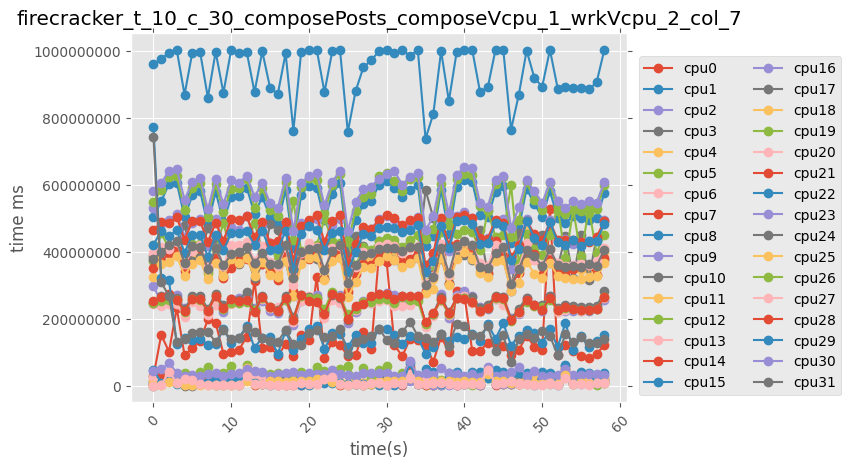 firecracker_t_10_c_30_composePosts_composeVcpu_1_wrkVcpu_2_col_7
time ms
1000000000
800000000
600000000
400000000
200000000
0
0
10
20
30
40
50
60
time(s)
cpu0
cpu1
cpu2
cpu3
cpu4
cpu5
cpu6
cpu7
cpu8
cpu9
cpu10
cpu11
cpu12
cpu13
cpu14
cpu15
cpu16
cpu17
cpu18
cpu19
cpu20
cpu21
cpu22
cpu23
cpu24
cpu25
cpu26
cpu27
cpu28
cpu29
cpu30
cpu31